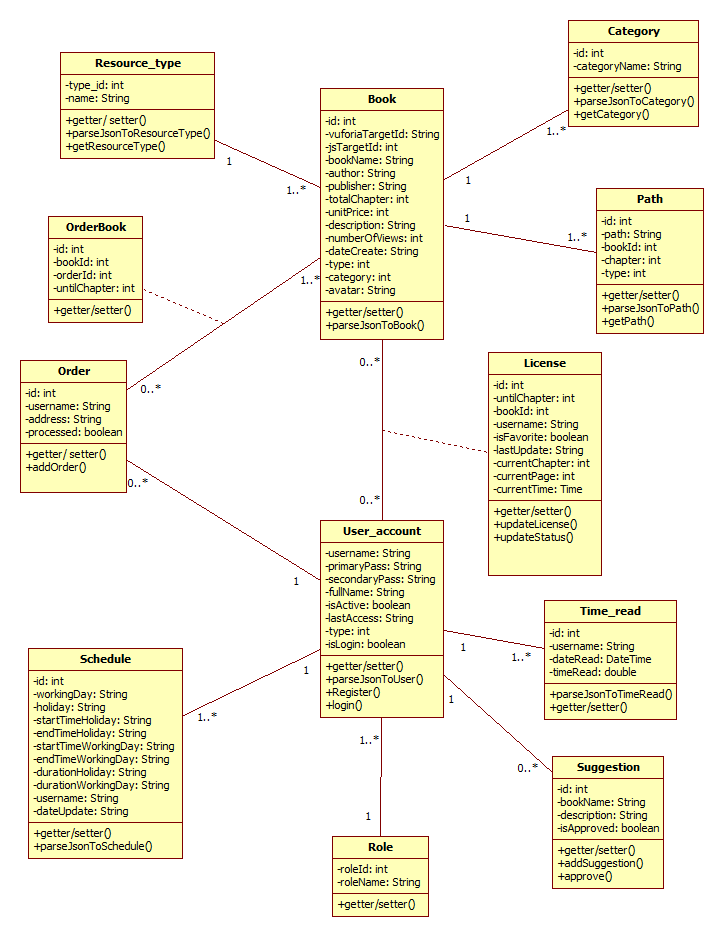 Category
-id: int
-categoryName: String
+getter/setter()
+parseJsonToCategory()
+getCategory()
1..*
1
Resource_type
-type_id: int
-name: String
+getter/ setter()
+parseJsonToResourceType()
+getResourceType()
1
1..*
Book
-id: int
-vuforiaTargetId: String
-jsTargetId: int
-bookName: String
-author: String
-publisher: String
-totalChapter: int
-unitPrice: int
-description: String
-numberOfViews: int
-dateCreate: String
-type: int
-category: int
-avatar: String
+getter/setter()
+parseJsonToBook()
Path
-id: int
-path: String
-bookId: int
-chapter: int
-type: int
+getter/setter()
+parseJsonToPath()
+getPath()
1
1..*
OrderBook
-id: int
-bookId: int
-orderId: int
-untilChapter: int
+getter/setter()
1..*
0..*
Order
-id: int
-username: String
-address: String
-processed: boolean
+getter/ setter()
+addOrder()
0..*
1
License
-id: int
-untilChapter: int
-bookId: int
-username: String
-isFavorite: boolean
-lastUpdate: String
-currentChapter: int
-currentPage: int
-currentTime: Time
+getter/setter()
+updateLicense()
+updateStatus()
0..*
0..*
User_account
-username: String
-primaryPass: String
-secondaryPass: String
-fullName: String
-isActive: boolean
-lastAccess: String
-type: int
-isLogin: boolean
+getter/setter()
+parseJsonToUser()
+Register()
+login()
Time_read
-id: int
-username: String
-dateRead: DateTime
-timeRead: double
+parseJsonToTimeRead()
+getter/setter()
1
1..*
Schedule
-id: int
-workingDay: String
-holiday: String
-startTimeHoliday: String
-endTimeHoliday: String
-startTimeWorkingDay: String
-endTimeWorkingDay: String
-durationHoliday: String
-durationWorkingDay: String
-username: String
-dateUpdate: String
+getter/setter()
+parseJsonToSchedule()
1
1..*
1
0..*
Suggestion
-id: int
-bookName: String
-description: String
-isApproved: boolean
+getter/setter()
+addSuggestion()
+approve()
1..*
1
Role
-roleId: int
-roleName: String
+getter/setter()